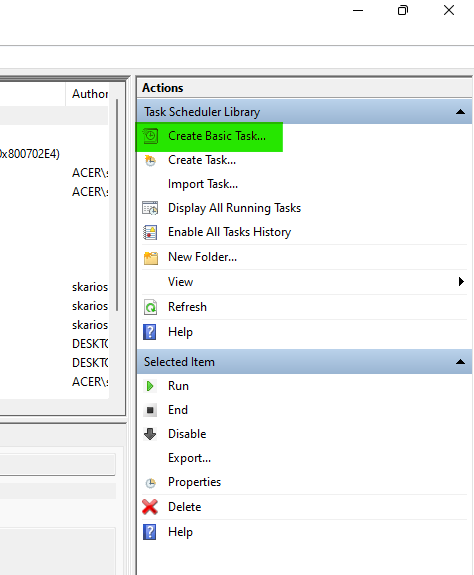 Author
Actions
Task Scheduler Library
Create Basic Task...
0x800702E4)
Create Task...
ACER\s
Import Task...
ACER\s
Display All Running Tasks
Enable All Tasks History
New Folder...
View
skarios
Refresh
skarios
skarios
Help
DESKTO
DESKTO
Selected Item
ACER\s
Run
End
Disable
Export...
Properties
Delete
Help